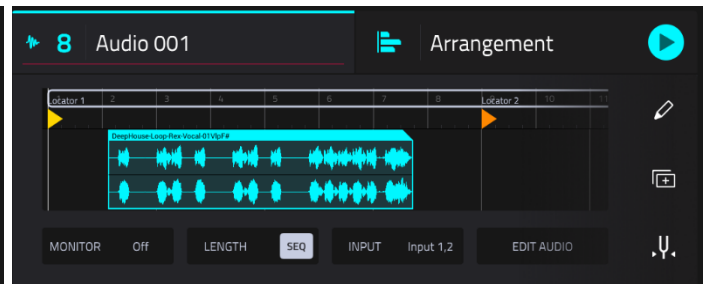 8 Audio 001 Arrangement
Locator 1 2 3 4 5 6 7 8 Locator 2 10 11
DeepHouse-Loop-Rex-Vocal-01VlpF#
MONITOR Off LENGTH SEQ INPUT Input 1,2 EDIT AUDIO